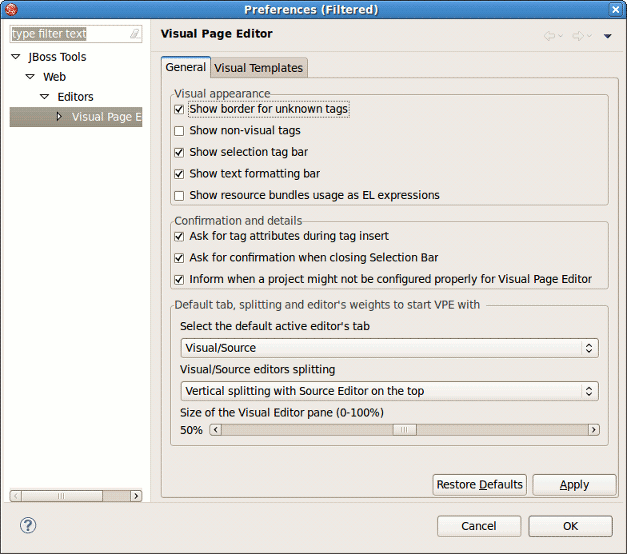 Preferences (Filtered)
type filter text
JBoss Tools
Web
Editors
Visual Page E
Visual Page Editor
General
Visual Templates
Visual appearance
Show border for unknown tags
Show non-visual tags
Show selection tag bar
Show text formatting bar
Show resource bundles usage as EL expressions
Confirmation and details
Ask for tag attributes during tag insert
Ask for confirmation when closing Selection Bar
Inform when a project might not be configured properly for Visual Page Editor
Default tab, splitting and editor's weights to start VPE with
Select the default active editor's tab
Visual/Source
Visual/Source editors splitting
Vertical splitting with Source Editor on the top
Size of the Visual Editor pane (0-100%)
50%
Restore Defaults
Apply
?
Cancel
OK